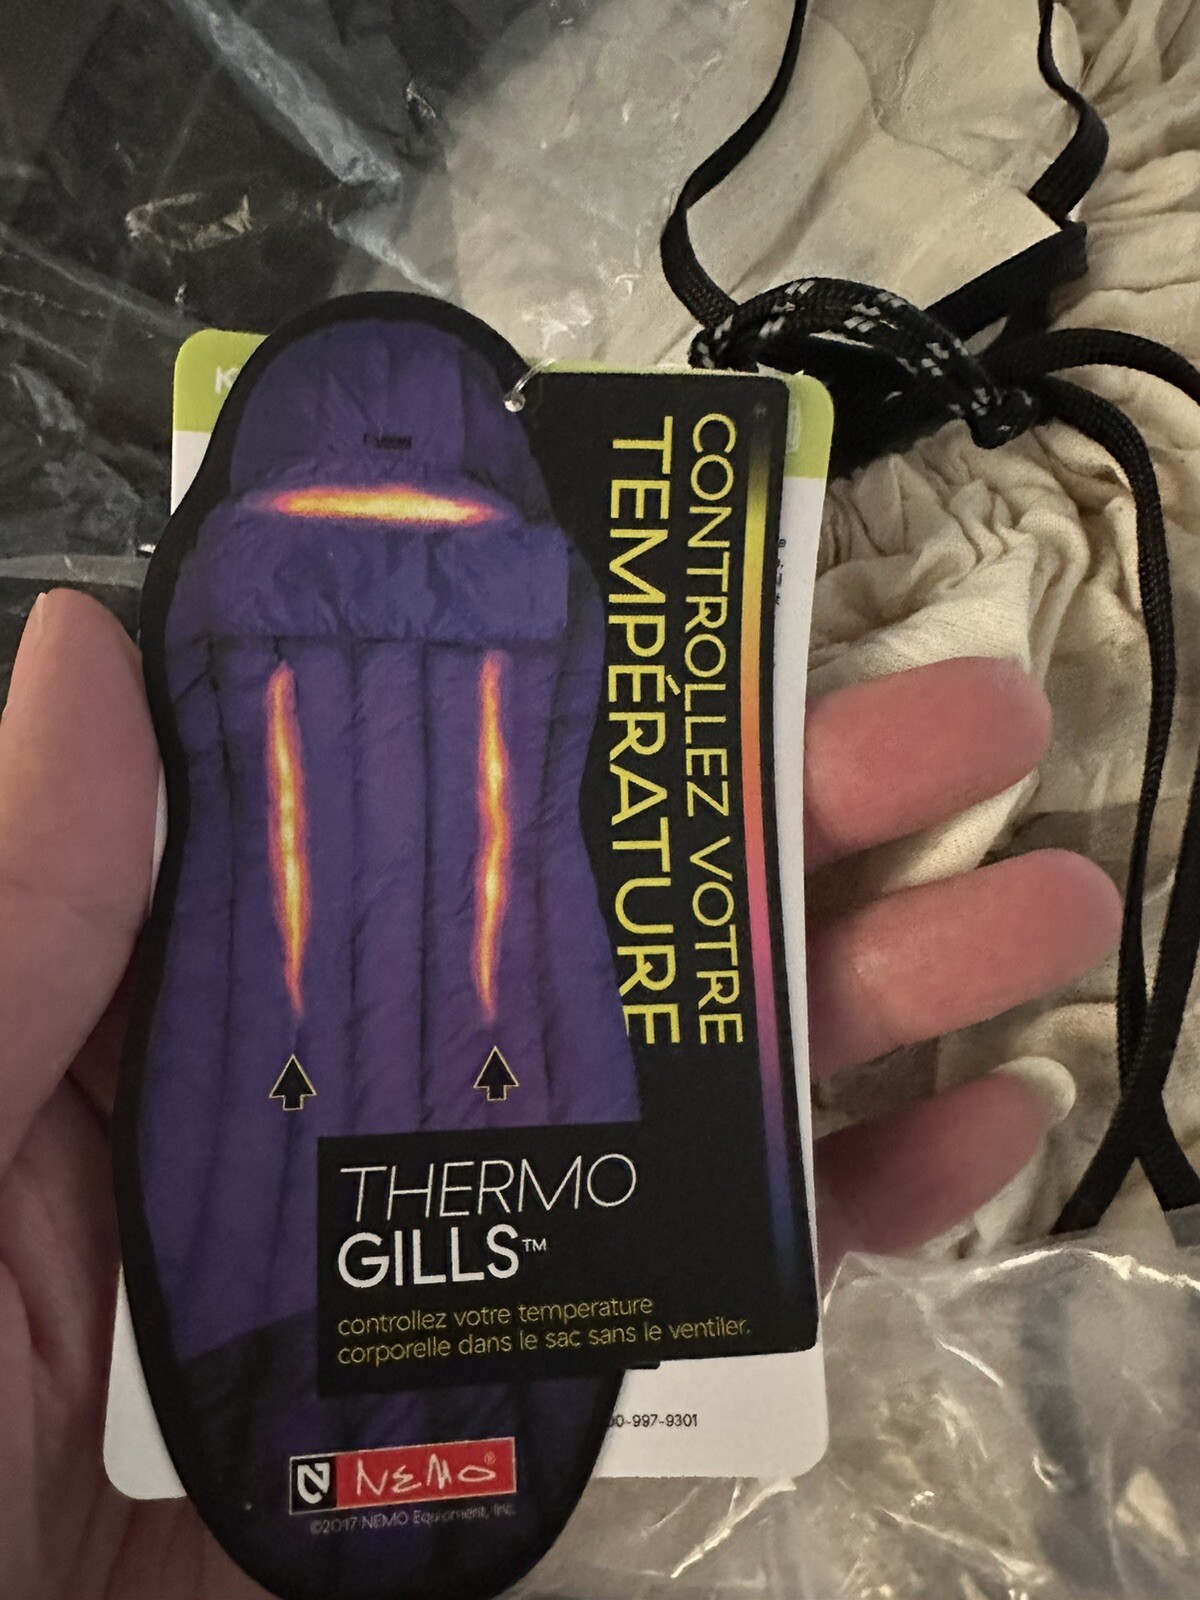 CONTRÔLLEZ VOTRE
TEMPÉRATURE
THERMO
GILLS™
controllez votre temperature
corporelle dans le sac sans le ventiler.
NEMO®
©2017 NEMO Equipment, Inc.
00-997-9301